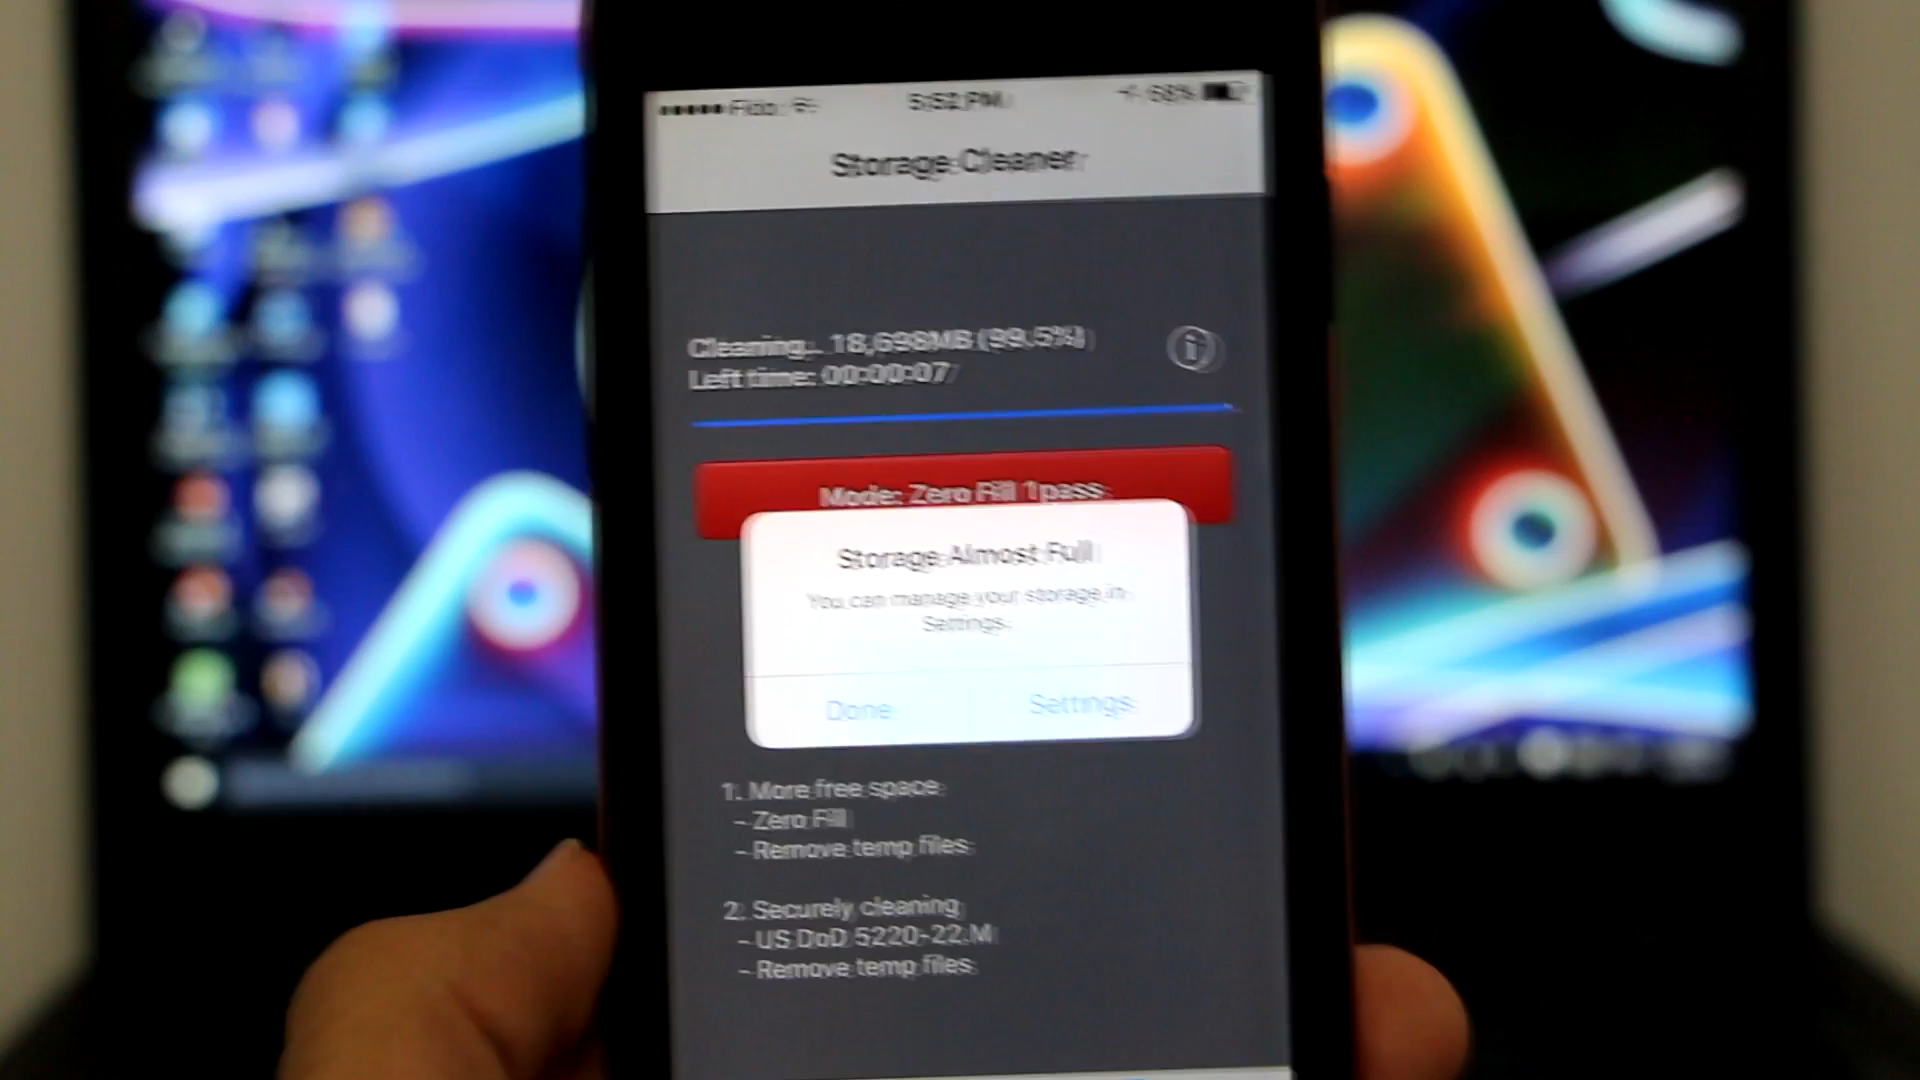 Fido
5:52 PM
68%
Storage Cleaner
Cleaning... 18,698MB (99.5%)
Left time: 00:00:07
Mode: Zero Fill 1pass
Storage Almost Full
You can manage your storage in
Settings.
Done
Settings
1. More free space
- Zero Fill
- Remove temp files
2. Securely cleaning
- US DoD 5220-22.M
- Remove temp files